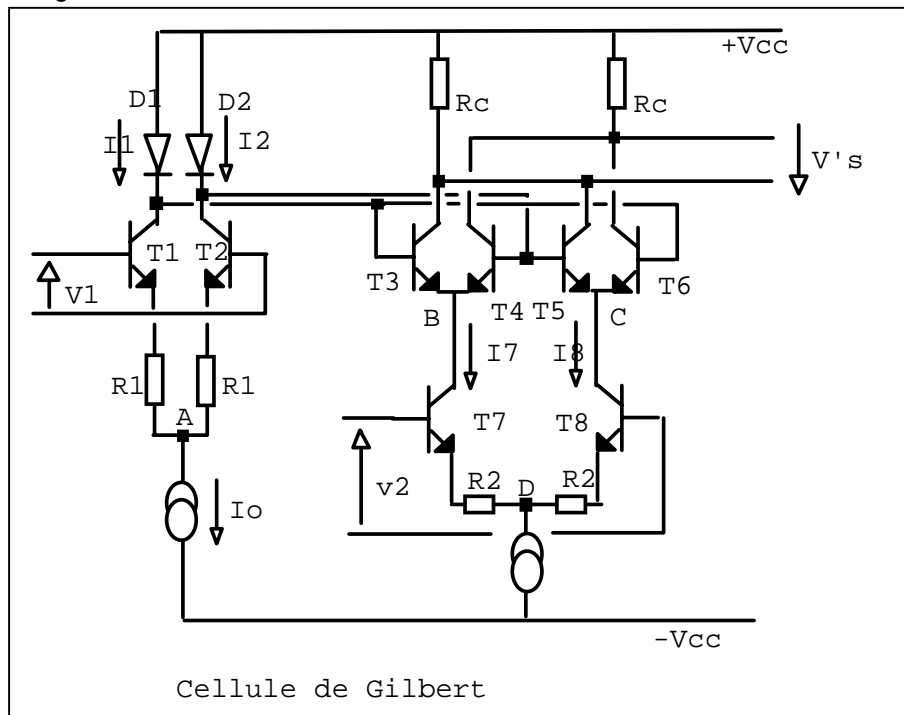 +Vcc
D1
D2
Rc
Rc
I1
I2
V's
T1
T2
V1
T3
T4
T5
T6
B
C
I7
I8
R1
R1
A
T7
T8
v2
R2
D
R2
Io
-Vcc
Cellule de Gilbert